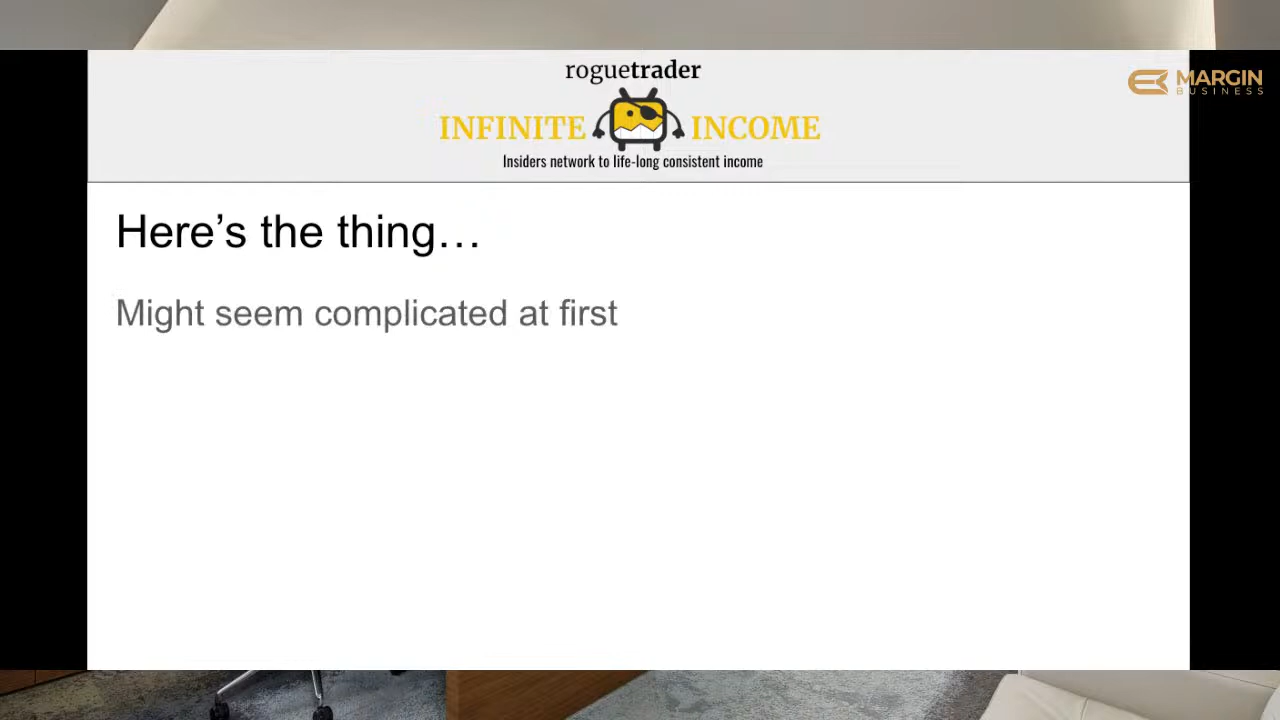 roguetrader
MARGIN
BUSINESS
INFINITE INCOME
Insiders network to life-long consistent income
Here’s the thing…
Might seem complicated at first